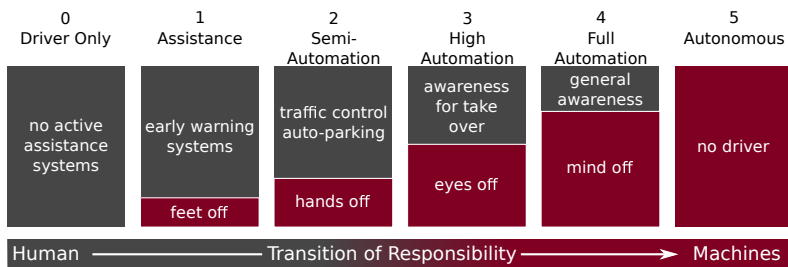 0
Driver Only
1
Assistance
2
Semi-
Automation
3
High
Automation
4
Full
Automation
5
Autonomous
no active
assistance
systems
early warning
systems
feet off
traffic control
auto-parking
hands off
awareness
for take
over
eyes off
general
awareness
mind off
no driver
Human Transition of Responsibility Machines